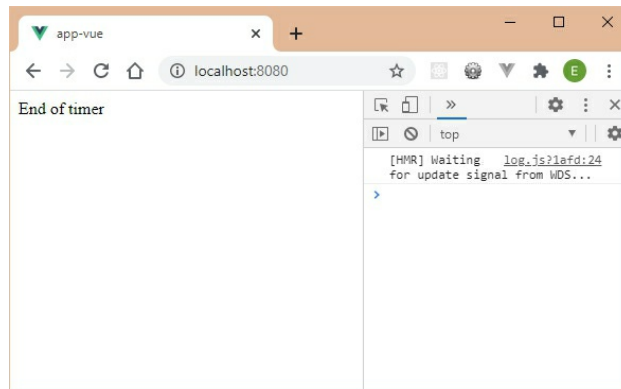 app-vue
localhost:8080
E
End of timer
top
[HMR] Waiting log.js?1afd:24
for update signal from WDS...